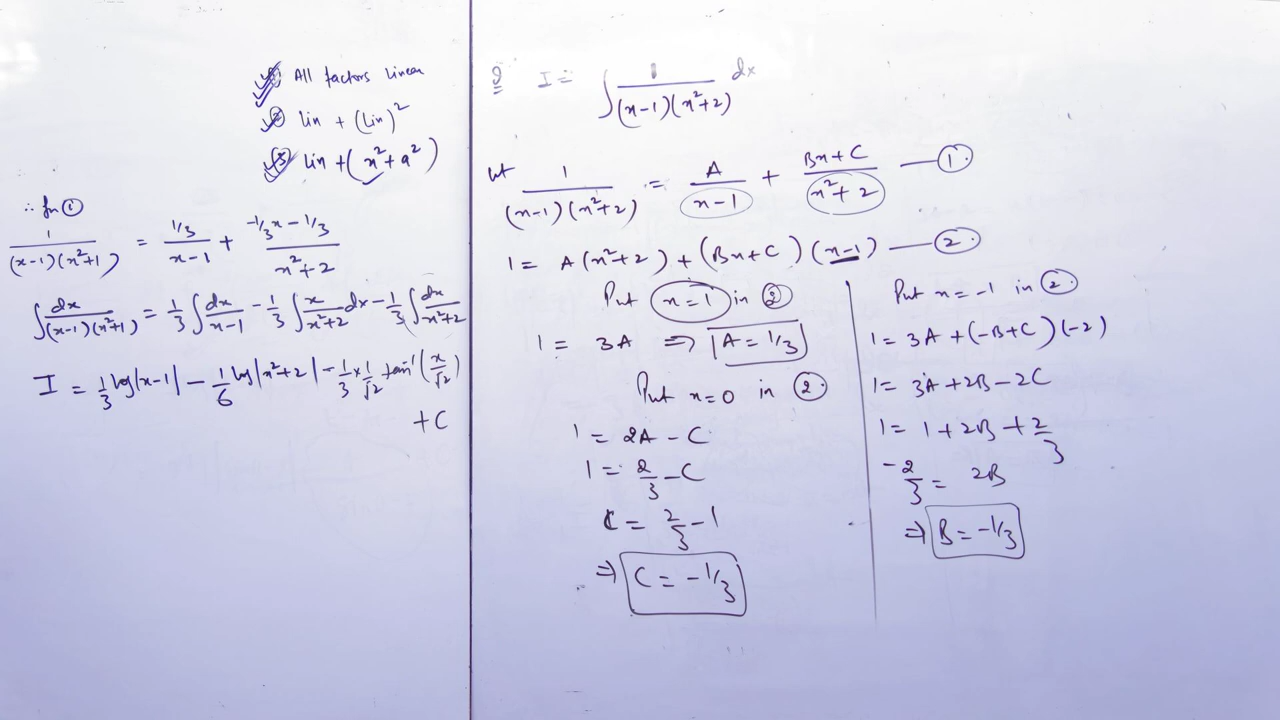 ① All factors linear
② Lin + (Lin)²
③ Lin + (x² + a²)
∴ fn ①
1/((x-1)(x²+1)) = (1/3)/(x-1) + (-1/3x - 1/3)/(x²+2)
∫ dx/((x-1)(x²+1)) = 1/3 ∫ dx/(x-1) - 1/3 ∫ x/(x²+2) dx - 1/3 ∫ dx/(x²+2)
I = 1/3 log|x-1| - 1/6 log|x²+2| - 1/3 × 1/√2 tan⁻¹(x/√2)
+ C
Q I = ∫ 1/((x-1)(x²+2)) dx
let 1/((x-1)(x²+2)) = A/(x-1) + (Bx+C)/(x²+2) — ①
1 = A(x²+2) + (Bx+C)(x-1) — ②
Put x=1 in ②
1 = 3A ⇒ A = 1/3
Put x=0 in ②
1 = 2A - C
1 = 2/3 - C
C = 2/3 - 1
⇒ C = -1/3
Put x = -1 in ②
1 = 3A + (-B+C)(-2)
1 = 3A + 2B - 2C
1 = 1 + 2B + 2/3
-2/3 = 2B
⇒ B = -1/3